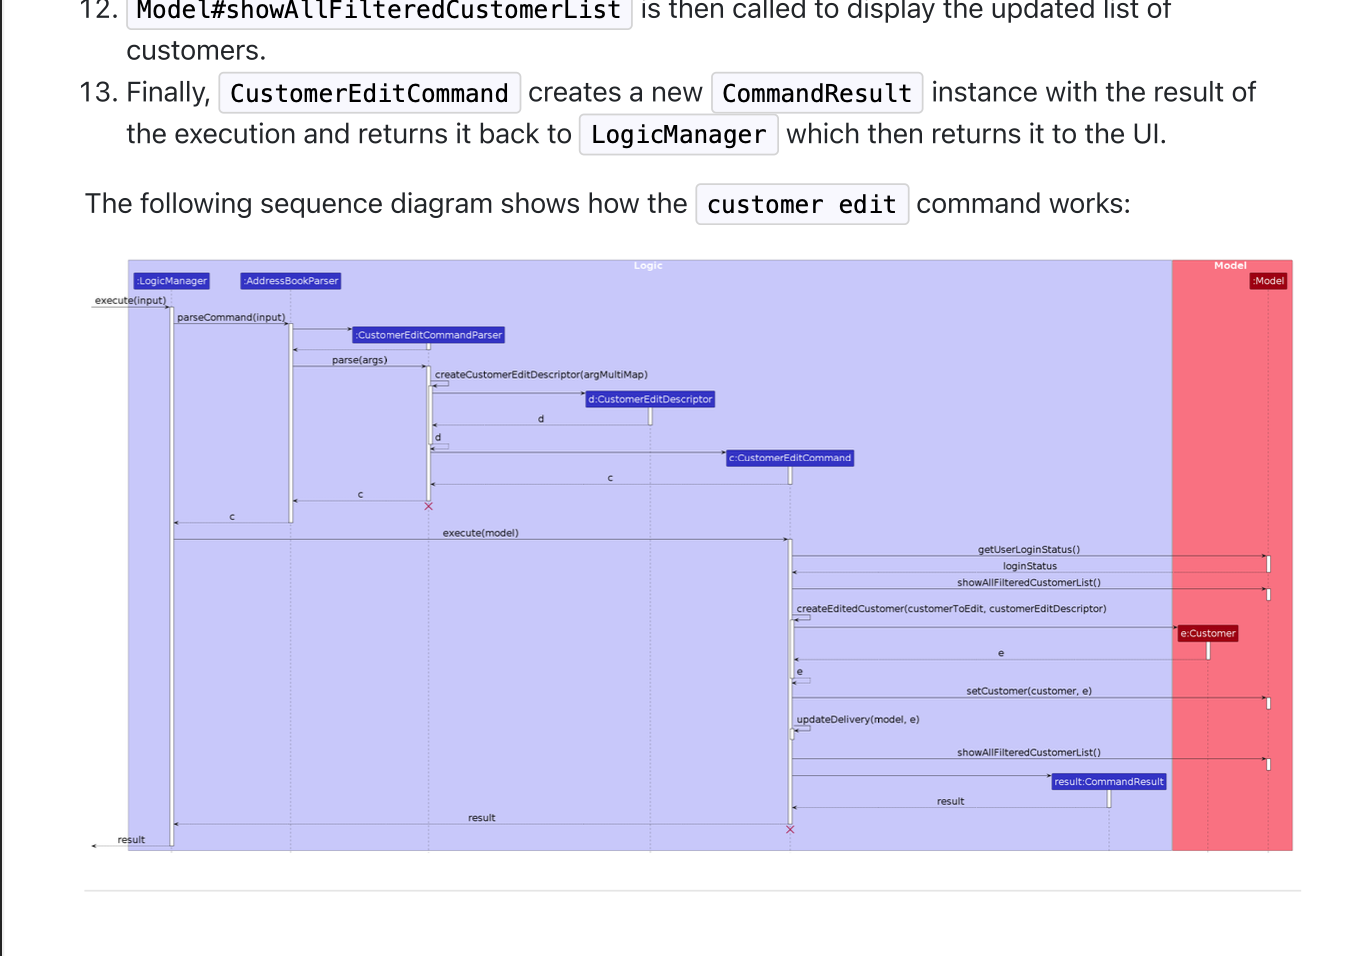 12. Model#showAllFilteredCustomerList is then called to display the updated list of
customers.
13. Finally, CustomerEditCommand creates a new CommandResult instance with the result of
the execution and returns it back to LogicManager which then returns it to the UI.
The following sequence diagram shows how the customer edit command works:
Logic
Model
:LogicManager
:AddressBookParser
:Model
execute(input)
parseCommand(input)
:CustomerEditCommandParser
parse(args)
createCustomerEditDescriptor(argMultiMap)
d:CustomerEditDescriptor
d
d
c:CustomerEditCommand
c
c
c
execute(model)
getUserLoginStatus()
loginStatus
showAllFilteredCustomerList()
createEditedCustomer(customerToEdit, customerEditDescriptor)
e:Customer
e
e
setCustomer(customer, e)
updateDelivery(model, e)
showAllFilteredCustomerList()
result:CommandResult
result
result
result